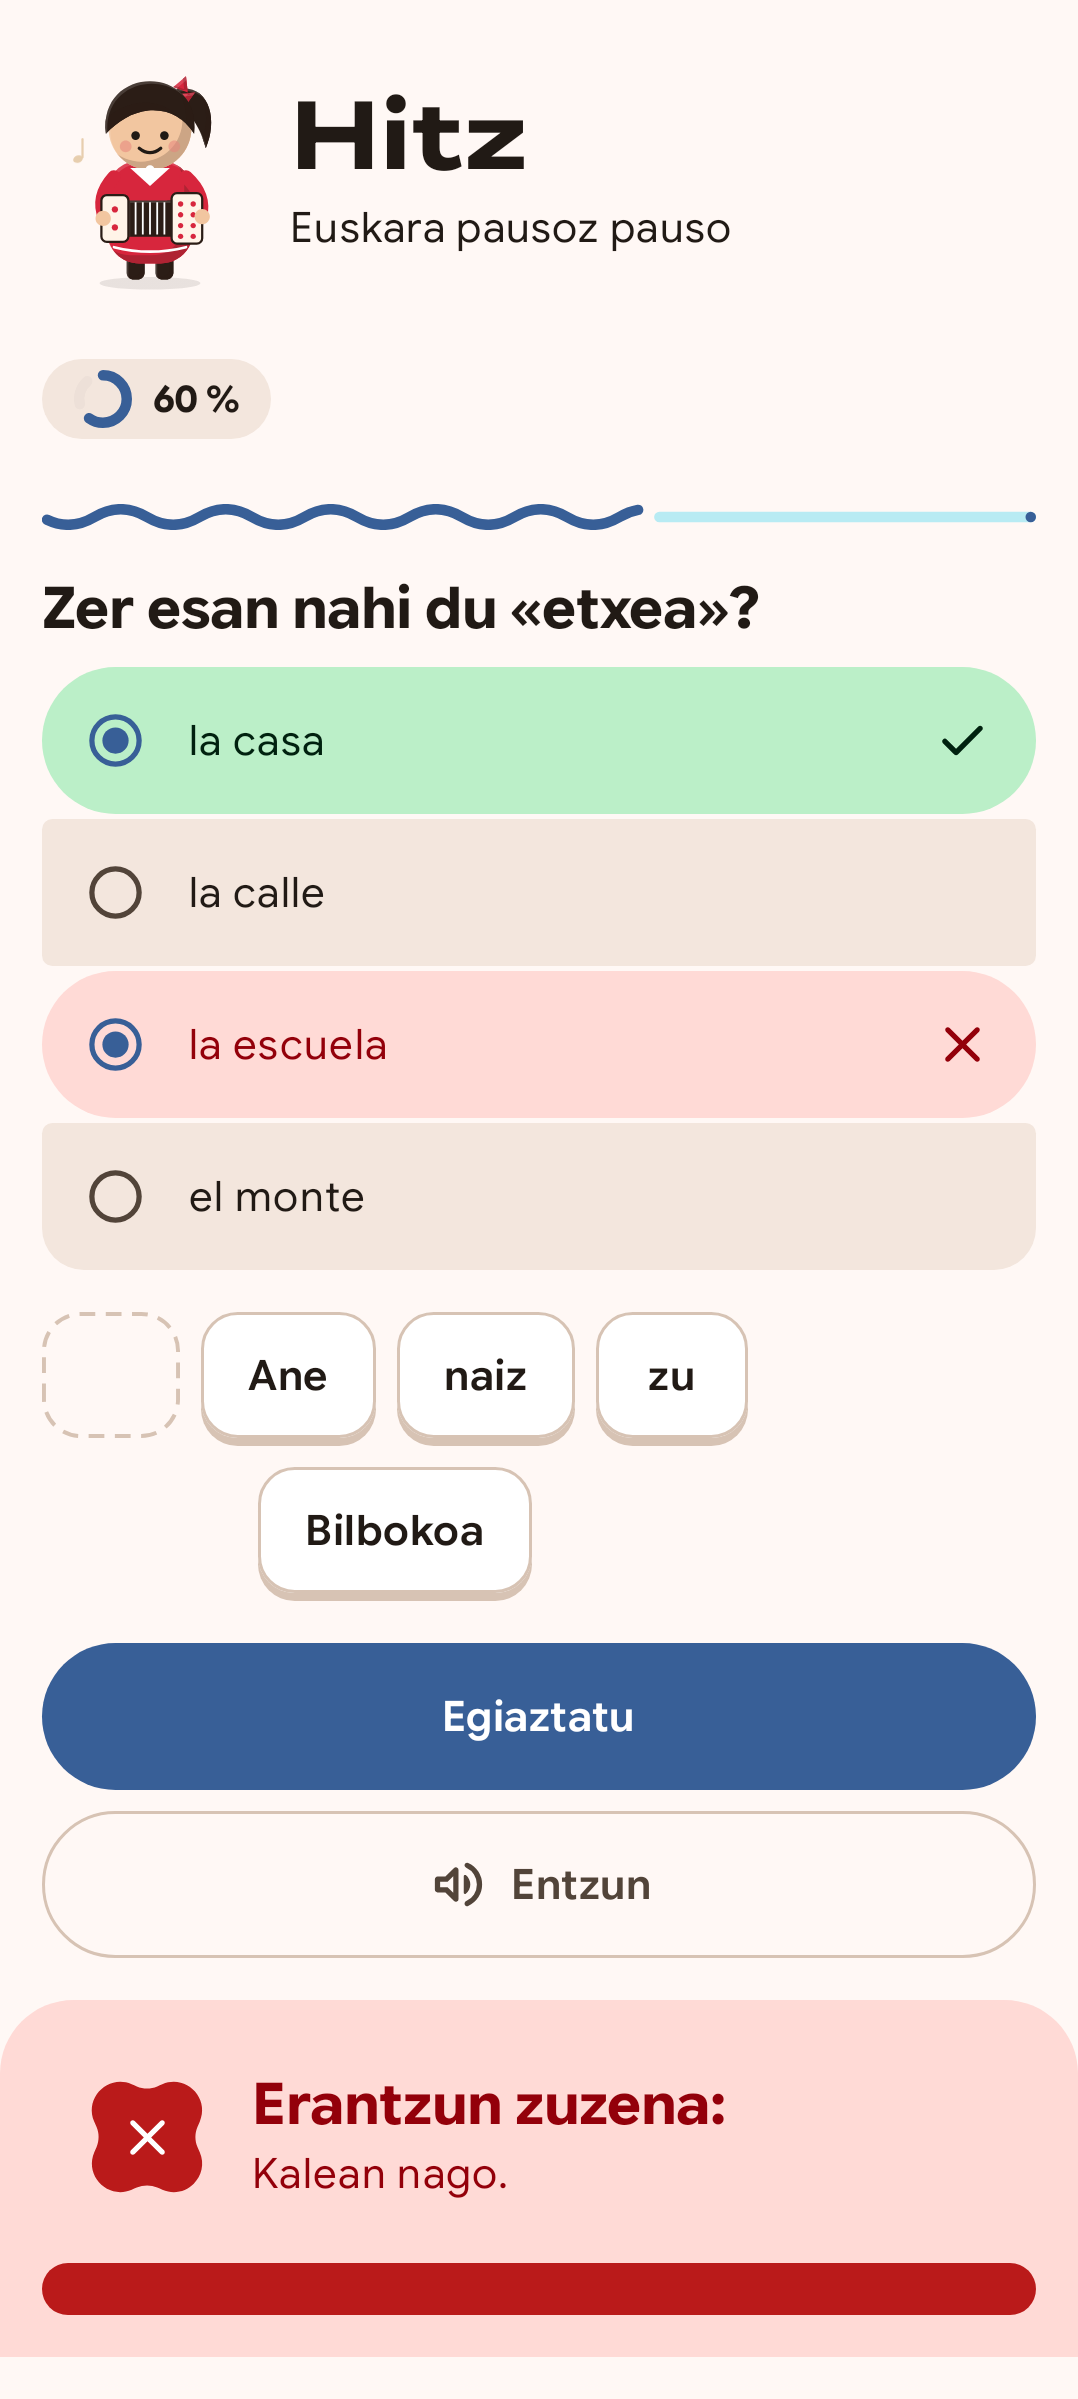 Hitz
Euskara pausoz pauso
60 %
Zer esan nahi du «etxea»?
la casa
la calle
la escuela
el monte
Ane naiz zu
Bilbokoa
Egiaztatu
Entzun
Erantzun zuzena:
Kalean nago.